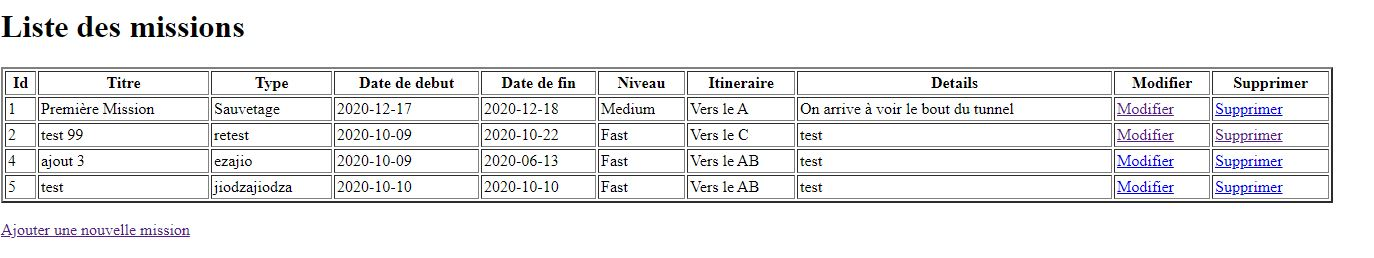 Liste des missions
Id Titre Type Date de debut Date de fin Niveau Itineraire Details Modifier Supprimer
1 Première Mission Sauvetage 2020-12-17 2020-12-18 Medium Vers le A On arrive à voir le bout du tunnel Modifier Supprimer
2 test 99 retest 2020-10-09 2020-10-22 Fast Vers le C test Modifier Supprimer
4 ajout 3 ezajio 2020-10-09 2020-06-13 Fast Vers le AB test Modifier Supprimer
5 test jiodzajiodza 2020-10-10 2020-10-10 Fast Vers le AB test Modifier Supprimer
Ajouter une nouvelle mission